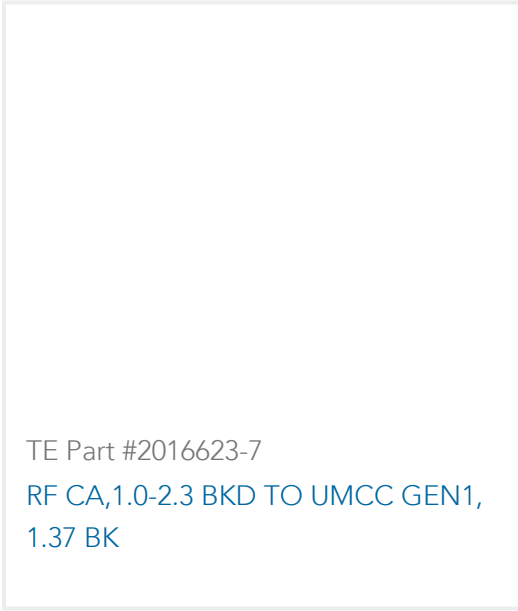 TE Part #2016623-7
RF CA,1.0-2.3 BKD TO UMCC GEN1,
1.37 BK